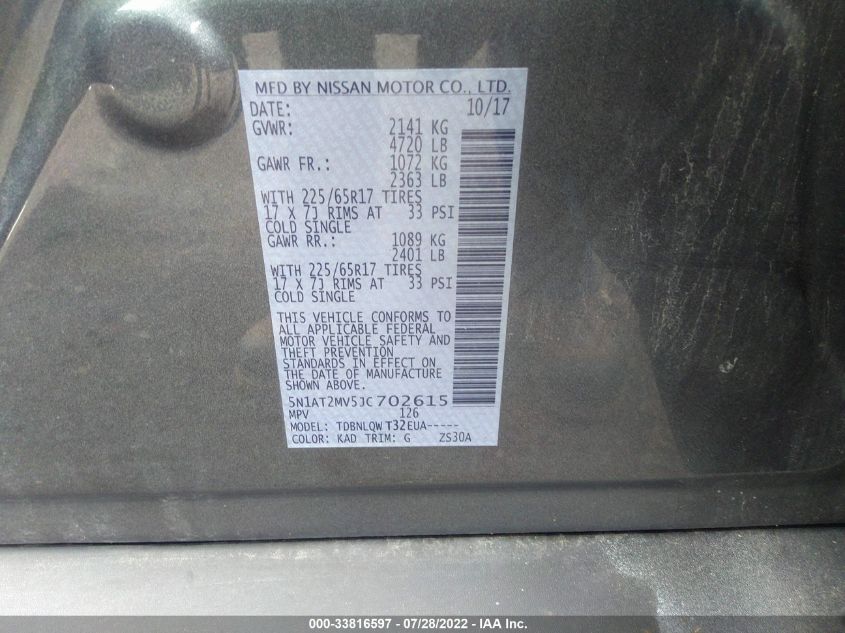 MFD BY NISSAN MOTOR CO., LTD.
DATE: 10/17
GVWR: 2141 KG
4720 LB
GAWR FR.: 1072 KG
2363 LB
WITH 225/65R17 TIRES
17 X 7J RIMS AT 33 PSI
COLD SINGLE
GAWR RR.: 1089 KG
2401 LB
WITH 225/65R17 TIRES
17 X 7J RIMS AT 33 PSI
COLD SINGLE
THIS VEHICLE CONFORMS TO
ALL APPLICABLE FEDERAL
MOTOR VEHICLE SAFETY AND
THEFT PREVENTION
STANDARDS IN EFFECT ON
THE DATE OF MANUFACTURE
SHOWN ABOVE.
5N1AT2MV5JC702615
MPV 126
MODEL: TDBNLQW T32EUA-----
COLOR: KAD TRIM: G ZS30A
000-33816597 - 07/28/2022 - IAA Inc.